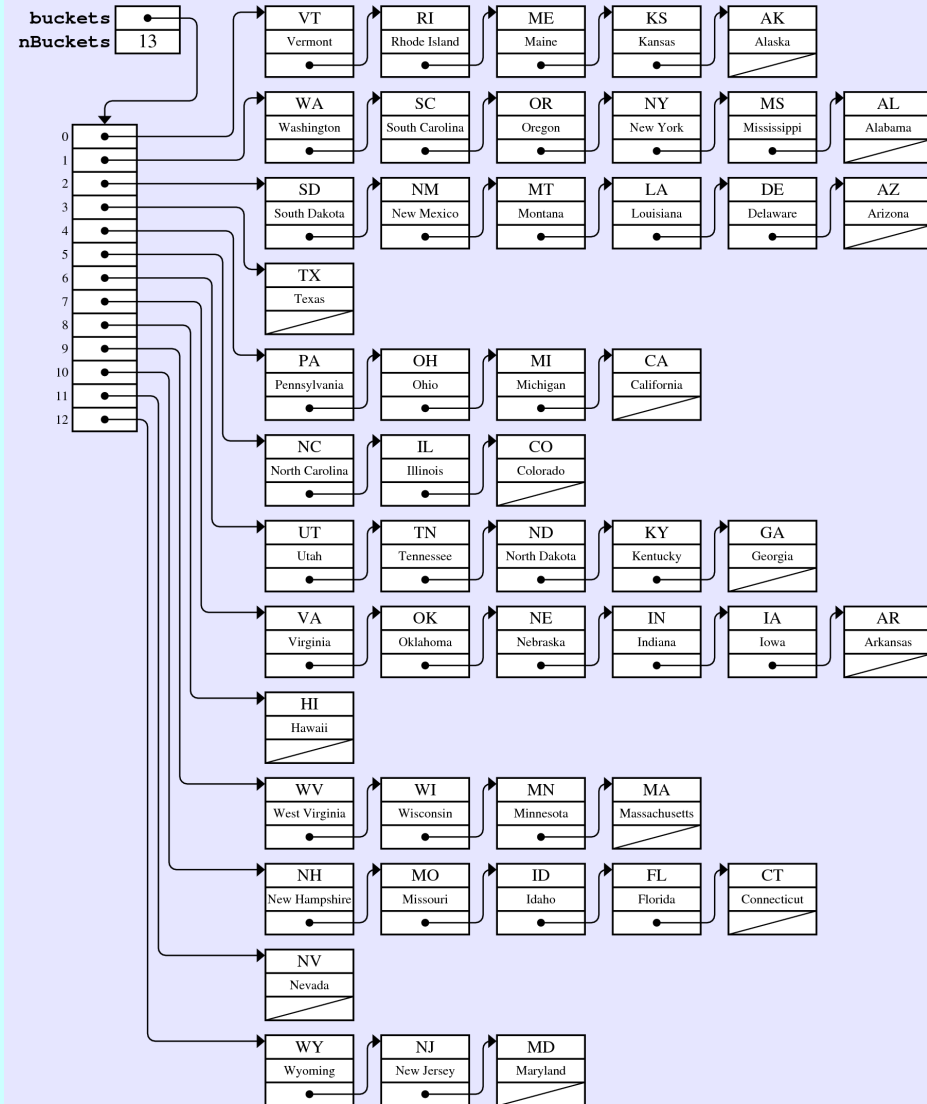 buckets
nBuckets 13
VT RI ME KS AK
Vermont Rhode Island Maine Kansas Alaska
WA SC OR NY MS AL
Washington South Carolina Oregon New York Mississippi Alabama
0
1
2
3
4
5
6
7
8
9
10
11
12
SD NM MT LA DE AZ
South Dakota New Mexico Montana Louisiana Delaware Arizona
TX
Texas
PA OH MI CA
Pennsylvania Ohio Michigan California
NC IL CO
North Carolina Illinois Colorado
UT TN ND KY GA
Utah Tennessee North Dakota Kentucky Georgia
VA OK NE IN IA AR
Virginia Oklahoma Nebraska Indiana Iowa Arkansas
HI
Hawaii
WV WI MN MA
West Virginia Wisconsin Minnesota Massachusetts
NH MO ID FL CT
New Hampshire Missouri Idaho Florida Connecticut
NV
Nevada
WY NJ MD
Wyoming New Jersey Maryland